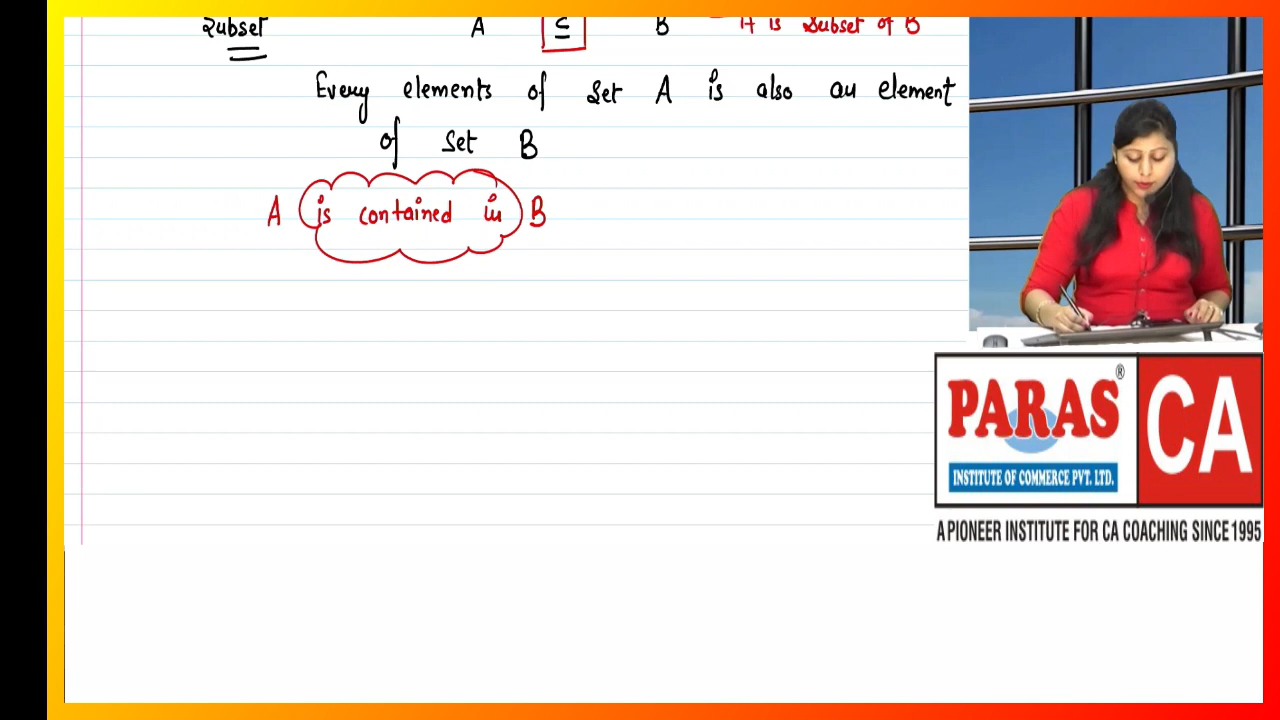 Subset A ⊆ B It is Subset of B
Every elements of set A is also an element
of set B
A is contained in B
PARAS® CA
INSTITUTE OF COMMERCE PVT. LTD.
A PIONEER INSTITUTE FOR CA COACHING SINCE 1995